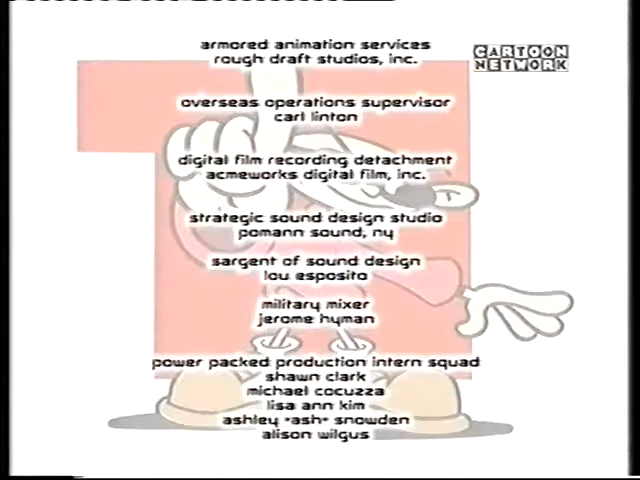 armored animation services
rough draft studios, inc.
CARTOON
NETWORK
overseas operations supervisor
carl linton
digital film recording detachment
acmeworks digital film, inc.
strategic sound design studio
pomann sound, ny
sargent of sound design
lou esposito
military mixer
jerome hyman
power packed production intern squad
shawn clark
michael cocuzza
lisa ann kim
ashley "ash" snowden
alison wilgus